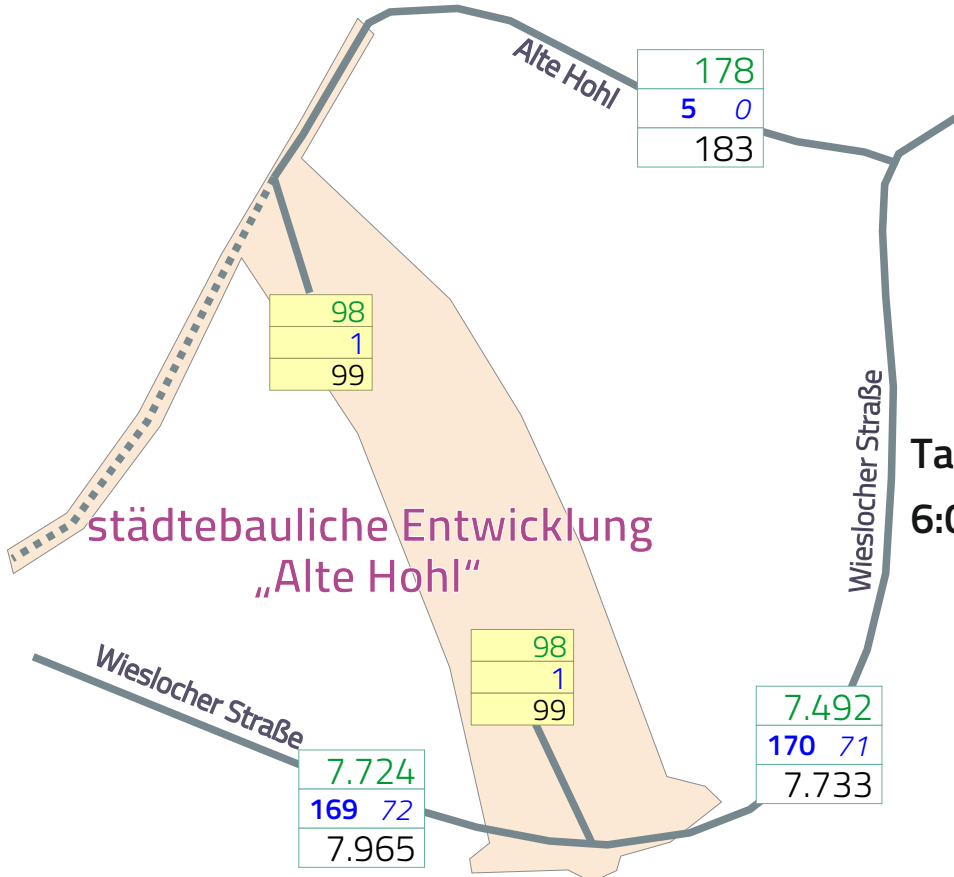 Alte Hohl
178
5 0
183
98
1
99
Wieslocher Straße
Ta
6:0
städtebauliche Entwicklung
„Alte Hohl“
98
1
99
Wieslocher Straße
7.492
170 71
7.733
7.724
169 72
7.965